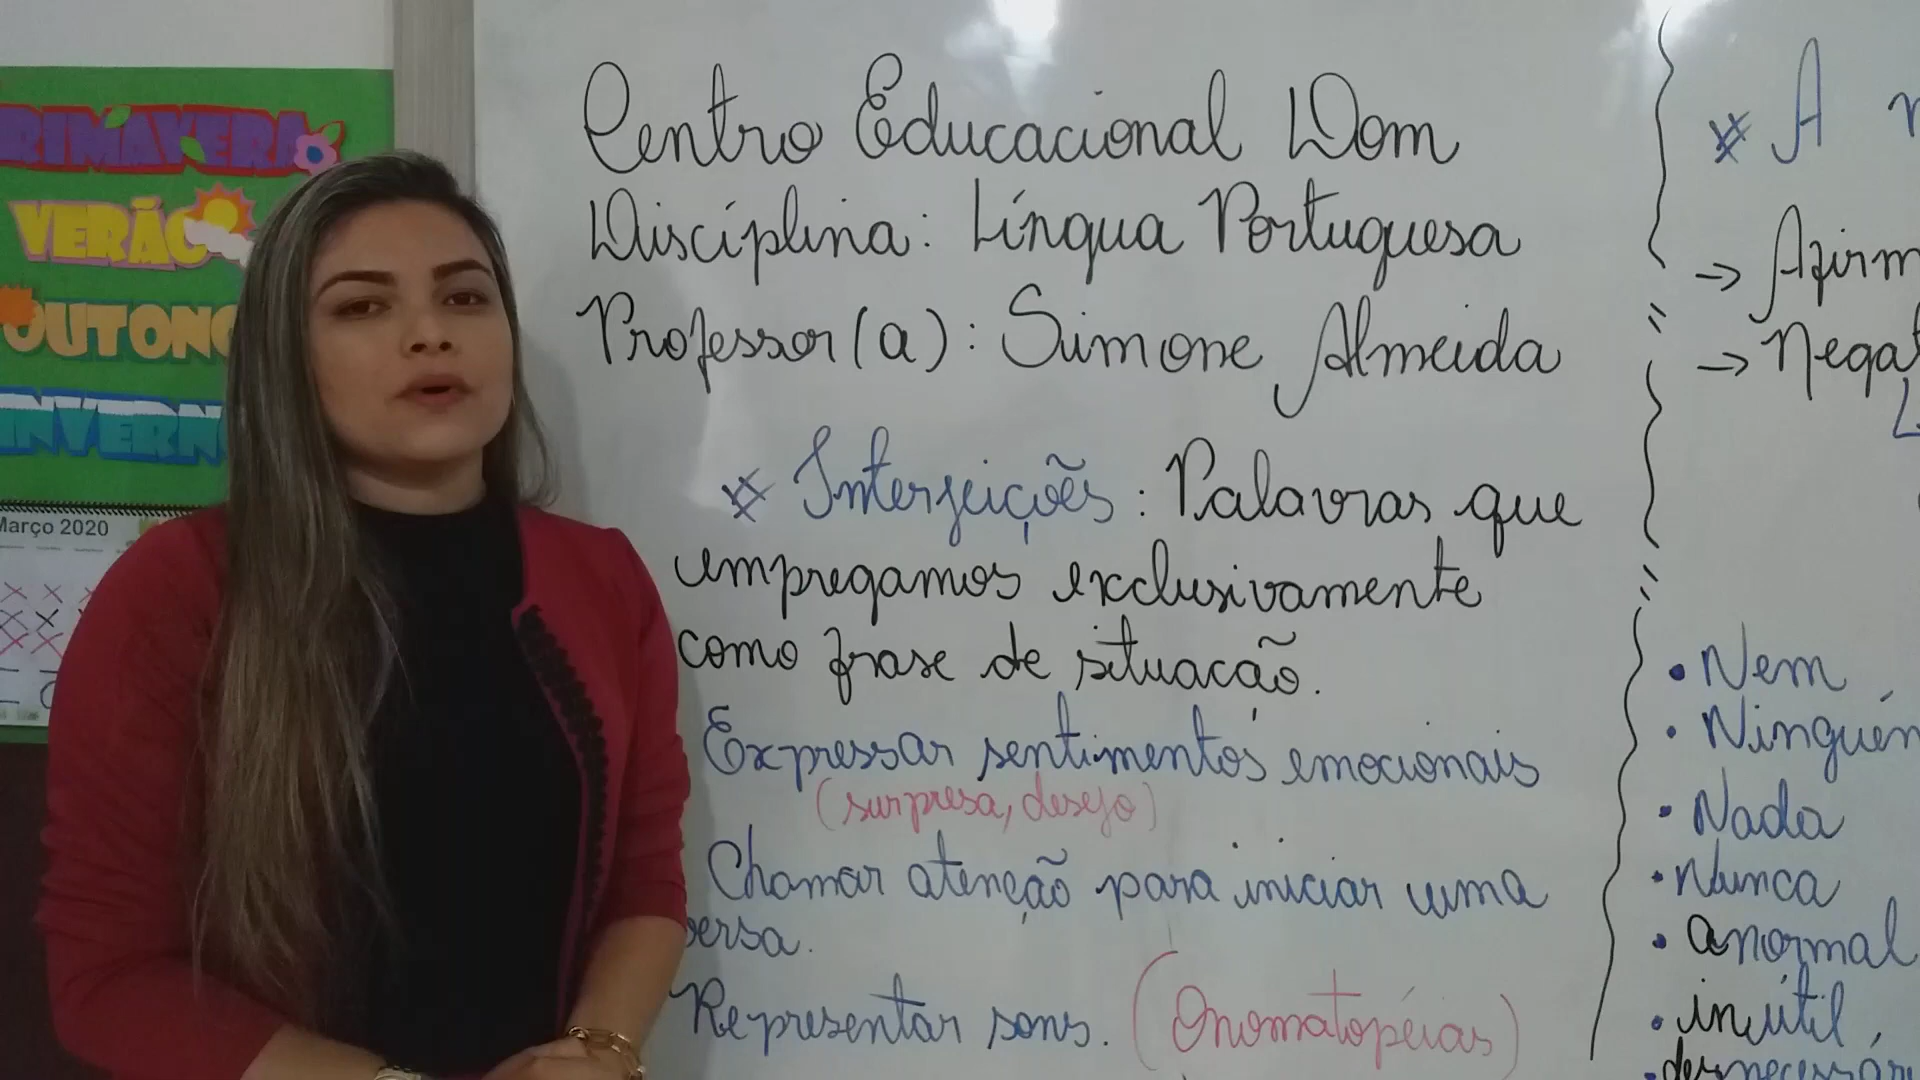 PRIMAVERA
VERÃO
OUTONO
INVERN
Março 2020
Centro Educacional Dom
Disciplina: Língua Portuguesa
Professor(a): Simone Almeida
* Interjeições: Palavras que
empregamos exclusivamente
como frase de situação.
Expressar sentimentos emocionais
(surpresa, desejo)
Chamar atenção para iniciar uma
versa.
Representar sons. (Onomatopéias)
* A
→ Afirm
→ Negat
• Nem
• Ninguém
• Nada
• Nunca
• anormal
• inútil
• desnecessári